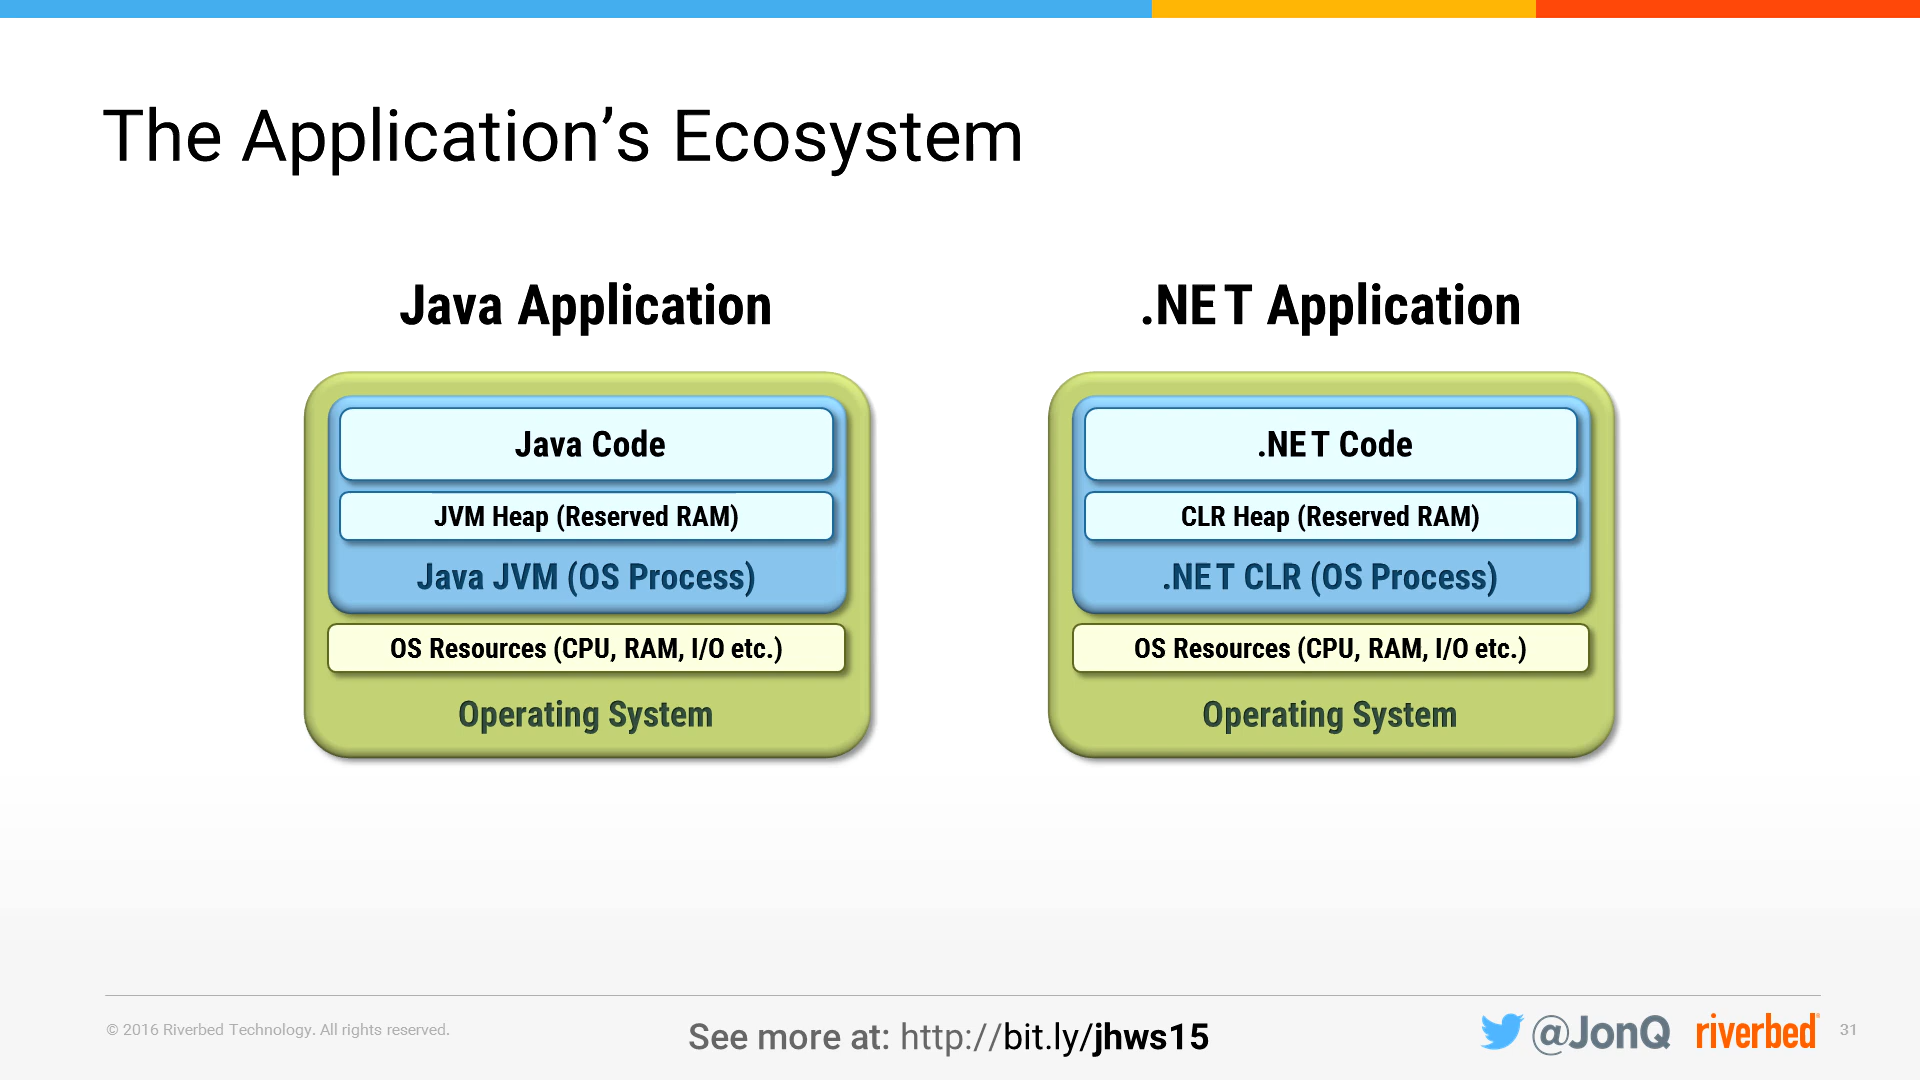 The Application’s Ecosystem
Java Application
Java Code
JVM Heap (Reserved RAM)
Java JVM (OS Process)
OS Resources (CPU, RAM, I/O etc.)
Operating System
.NET Application
.NET Code
CLR Heap (Reserved RAM)
.NET CLR (OS Process)
OS Resources (CPU, RAM, I/O etc.)
Operating System
© 2016 Riverbed Technology. All rights reserved.
See more at: http://bit.ly/jhws15
@JonQ
riverbed
31